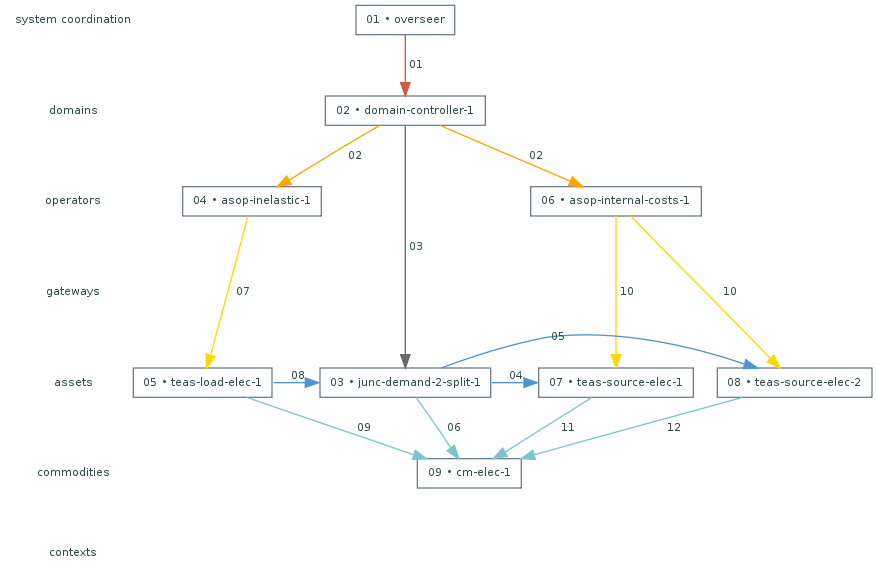 system coordination
01 • overseer
01
domains
02 • domain-controller-1
02
02
operators
04 • asop-inelastic-1
06 • asop-internal-costs-1
03
gateways
07
10
10
05
assets
05 • teas-load-elec-1
08
03 • junc-demand-2-split-1
04
07 • teas-source-elec-1
08 • teas-source-elec-2
09
06
11
12
commodities
09 • cm-elec-1
contexts